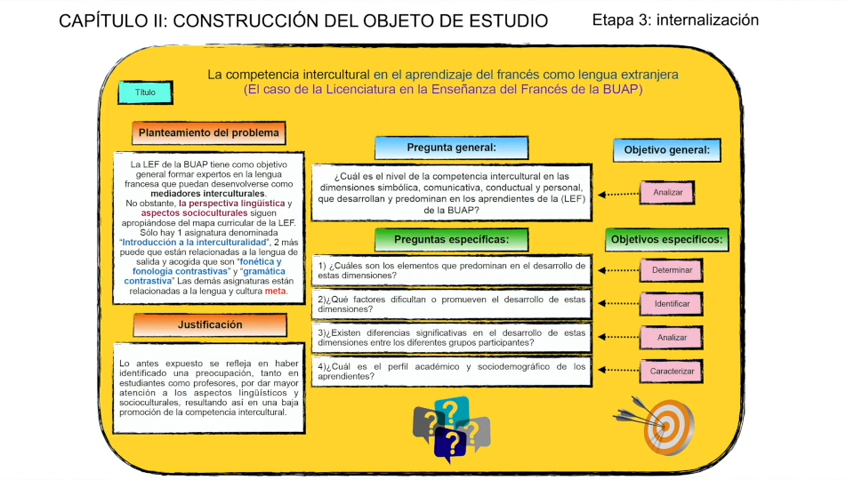 CAPÍTULO II: CONSTRUCCIÓN DEL OBJETO DE ESTUDIO
Etapa 3: internalización
La competencia intercultural en el aprendizaje del francés como lengua extranjera
(El caso de la Licenciatura en la Enseñanza del Francés de la BUAP)
Título
Planteamiento del problema
La LEF de la BUAP tiene como objetivo
general formar expertos en la lengua
francesa que puedan desenvolverse como
mediadores interculturales.
No obstante, la perspectiva lingüística y
aspectos socioculturales siguen
apropiándose del mapa curricular de la LEF.
Sólo hay 1 asignatura denominada
“Introducción a la interculturalidad”, 2 más
puede que están relacionadas a la lengua de
salida y acogida que son “fonética y
fonología contrastivas” y “gramática
contrastiva” Las demás asignaturas están
relacionadas a la lengua y cultura meta.
Justificación
Lo antes expuesto se refleja en haber
identificado una preocupación, tanto en
estudiantes como profesores, por dar mayor
atención a los aspectos lingüísticos y
socioculturales, resultando así en una baja
promoción de la competencia intercultural.
Pregunta general:
¿Cuál es el nivel de la competencia intercultural en las
dimensiones simbólica, comunicativa, conductual y personal,
que desarrollan y predominan en los aprendientes de la (LEF)
de la BUAP?
Preguntas específicas:
1) ¿Cuáles son los elementos que predominan en el desarrollo de
estas dimensiones?
2)¿Qué factores dificultan o promueven el desarrollo de estas
dimensiones?
3)¿Existen diferencias significativas en el desarrollo de estas
dimensiones entre los diferentes grupos participantes?
4)¿Cuál es el perfil académico y sociodemográfico de los
aprendientes?
Objetivo general:
Analizar
Objetivos específicos:
Determinar
Identificar
Analizar
Caracterizar